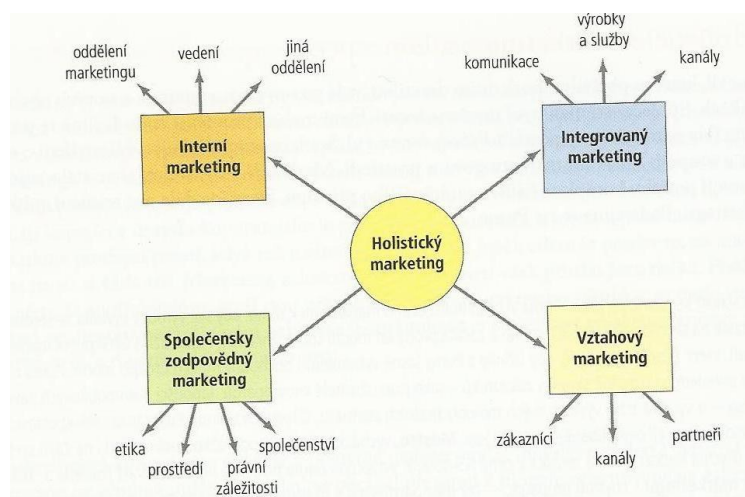 oddělení
marketingu
vedení
jiná
oddělení
Interní
marketing
komunikace
výrobky
a služby
kanály
Integrovaný
marketing
Holistický
marketing
Společensky
zodpovědný
marketing
etika
prostředí
právní
záležitosti
společenství
Vztahový
marketing
zákazníci
kanály
partneři